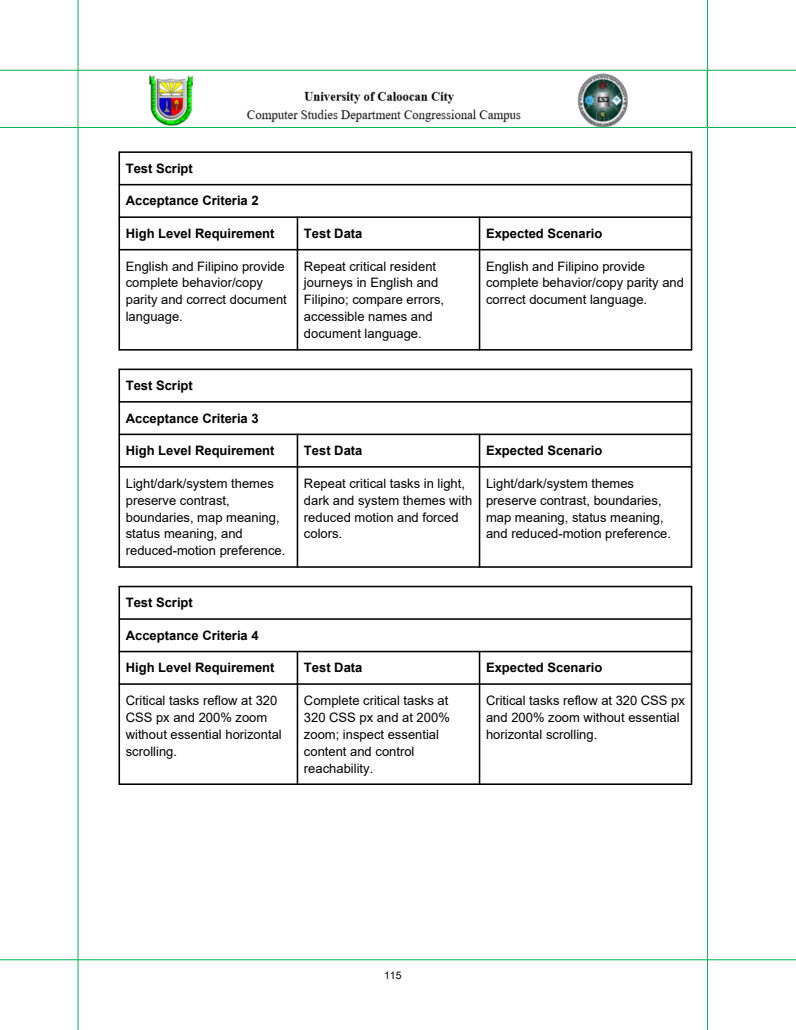 University of Caloocan City
Computer Studies Department Congressional Campus
Test Script
Acceptance Criteria 2
High Level Requirement
Test Data
Expected Scenario
English and Filipino provide
complete behavior/copy
parity and correct document
language.
Repeat critical resident
journeys in English and
Filipino; compare errors,
accessible names and
document language.
English and Filipino provide
complete behavior/copy parity and
correct document language.
Test Script
Acceptance Criteria 3
High Level Requirement
Test Data
Expected Scenario
Light/dark/system themes
preserve contrast,
boundaries, map meaning,
status meaning, and
reduced-motion preference.
Repeat critical tasks in light,
dark and system themes with
reduced motion and forced
colors.
Light/dark/system themes
preserve contrast, boundaries,
map meaning, status meaning,
and reduced-motion preference.
Test Script
Acceptance Criteria 4
High Level Requirement
Test Data
Expected Scenario
Critical tasks reflow at 320
CSS px and 200% zoom
without essential horizontal
scrolling.
Complete critical tasks at
320 CSS px and at 200%
zoom; inspect essential
content and control
reachability.
Critical tasks reflow at 320 CSS px
and 200% zoom without essential
horizontal scrolling.
115